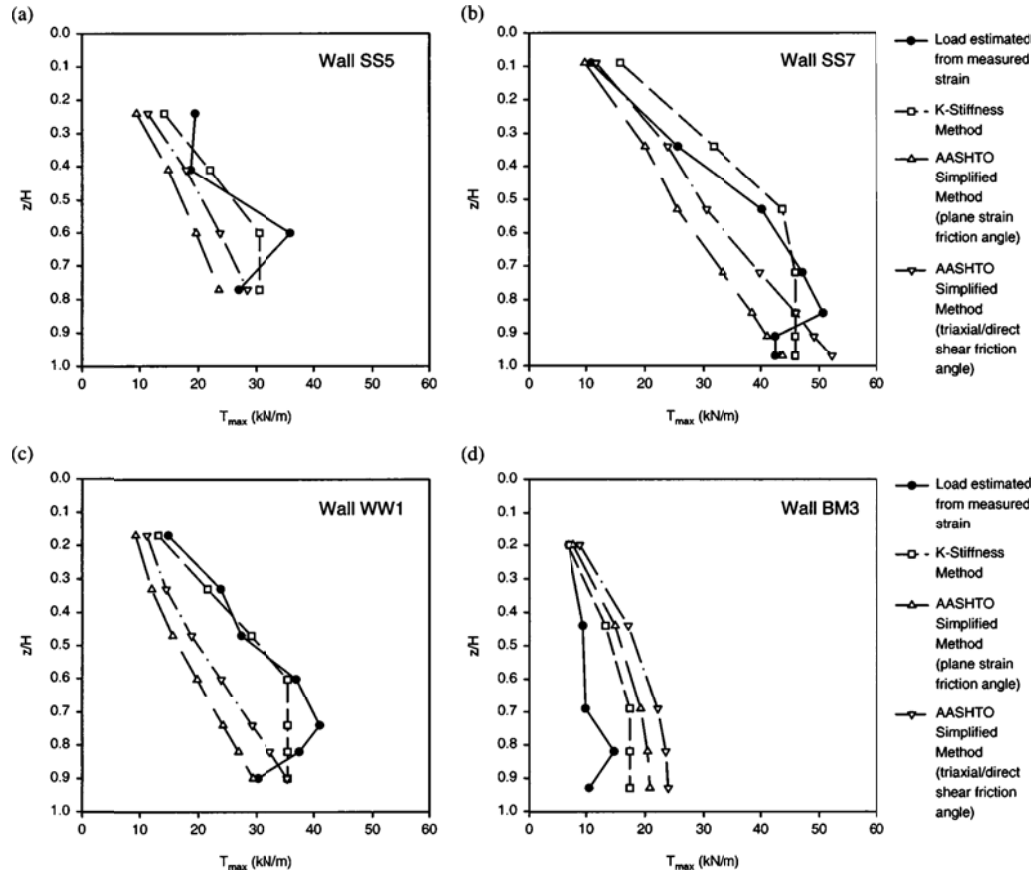 (a)
0.0
0.1
0.2
0.3
0.4
0.5
0.6
0.7
0.8
0.9
1.0
z/H
Wall SS5
0
10
20
30
40
50
60
Tmax (kN/m)
(b)
0.0
0.1
0.2
0.3
0.4
0.5
0.6
0.7
0.8
0.9
1.0
z/H
Wall SS7
0
10
20
30
40
50
60
Tmax (kN/m)
Load estimated
from measured
strain
K-Stiffness
Method
AASHTO
Simplified
Method
(plane strain
friction angle)
AASHTO
Simplified
Method
(triaxial/direct
shear friction
angle)
(c)
0.0
0.1
0.2
0.3
0.4
0.5
0.6
0.7
0.8
0.9
1.0
z/H
Wall WW1
0
10
20
30
40
50
60
Tmax (kN/m)
(d)
0.0
0.1
0.2
0.3
0.4
0.5
0.6
0.7
0.8
0.9
1.0
z/H
Wall BM3
0
10
20
30
40
50
60
Tmax (kN/m)
Load estimated
from measured
strain
K-Stiffness
Method
AASHTO
Simplified
Method
(plane strain
friction angle)
AASHTO
Simplified
Method
(triaxial/direct
shear friction
angle)